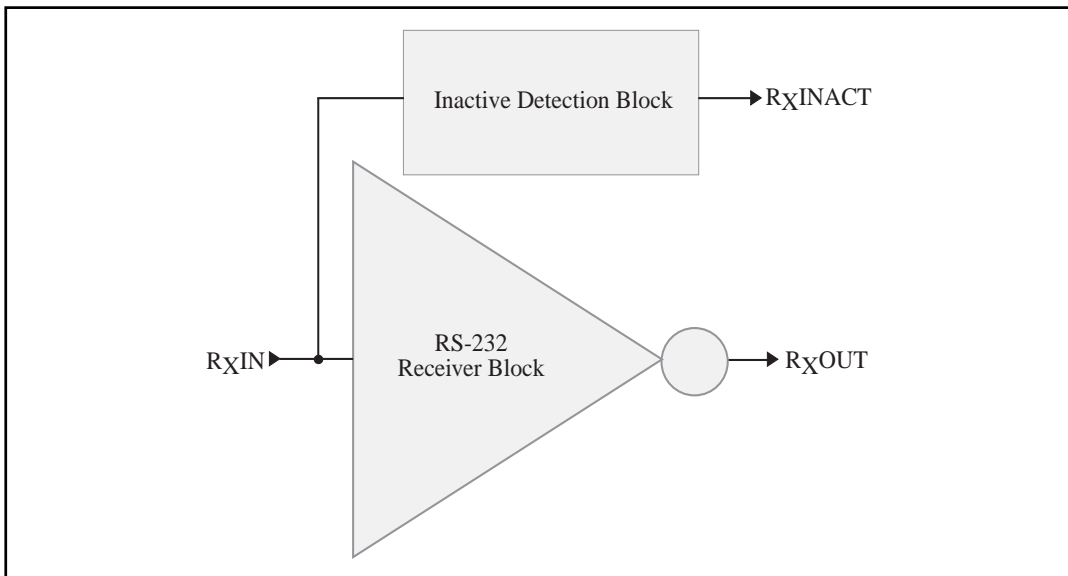 Inactive Detection Block
RXINACT
RS-232
Receiver Block
RXIN
RXOUT